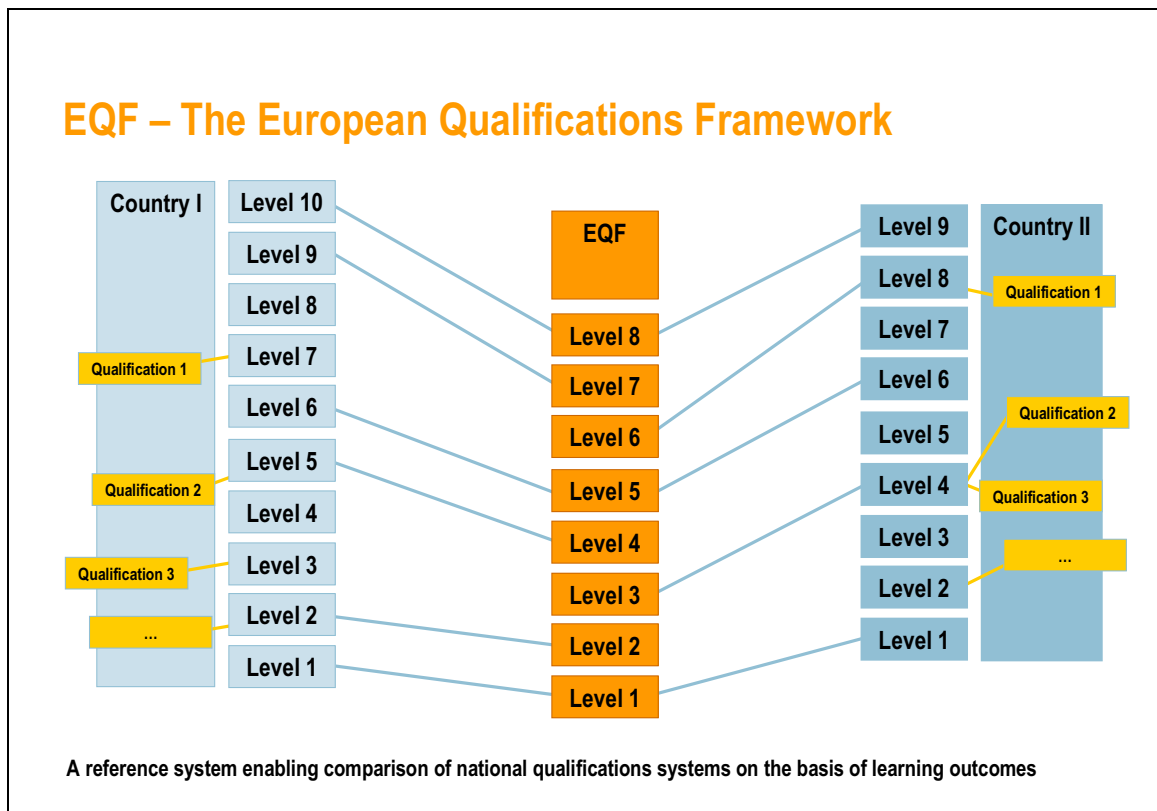 EQF – The European Qualifications Framework
Country I
Level 10
Level 9
Level 8
Level 7
Level 6
Level 5
Level 4
Level 3
Level 2
Level 1
Qualification 1
Qualification 2
Qualification 3
...
EQF
Level 8
Level 7
Level 6
Level 5
Level 4
Level 3
Level 2
Level 1
Level 9
Level 8
Level 7
Level 6
Level 5
Level 4
Level 3
Level 2
Level 1
Country II
Qualification 1
Qualification 2
Qualification 3
...
A reference system enabling comparison of national qualifications systems on the basis of learning outcomes